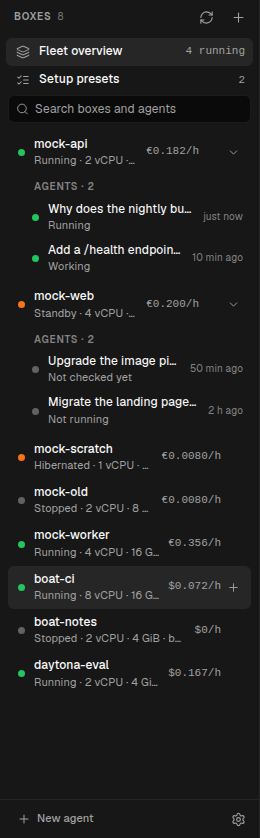 BOXES 8
Fleet overview 4 running
Setup presets 2
Search boxes and agents
mock-api €0.182/h
Running · 2 vCPU ·…
AGENTS · 2
Why does the nightly bu… just now
Running
Add a /health endpoin… 10 min ago
Working
mock-web €0.200/h
Standby · 4 vCPU ·…
AGENTS · 2
Upgrade the image pi… 50 min ago
Not checked yet
Migrate the landing page… 2 h ago
Not running
mock-scratch €0.0080/h
Hibernated · 1 vCPU · …
mock-old €0.0080/h
Stopped · 2 vCPU · 8 …
mock-worker €0.356/h
Running · 4 vCPU · 16 G…
boat-ci $0.072/h
Running · 8 vCPU · 16 G…
boat-notes $0/h
Stopped · 2 vCPU · 4 GiB · b…
daytona-eval $0.167/h
Running · 2 vCPU · 4 Gi…
New agent